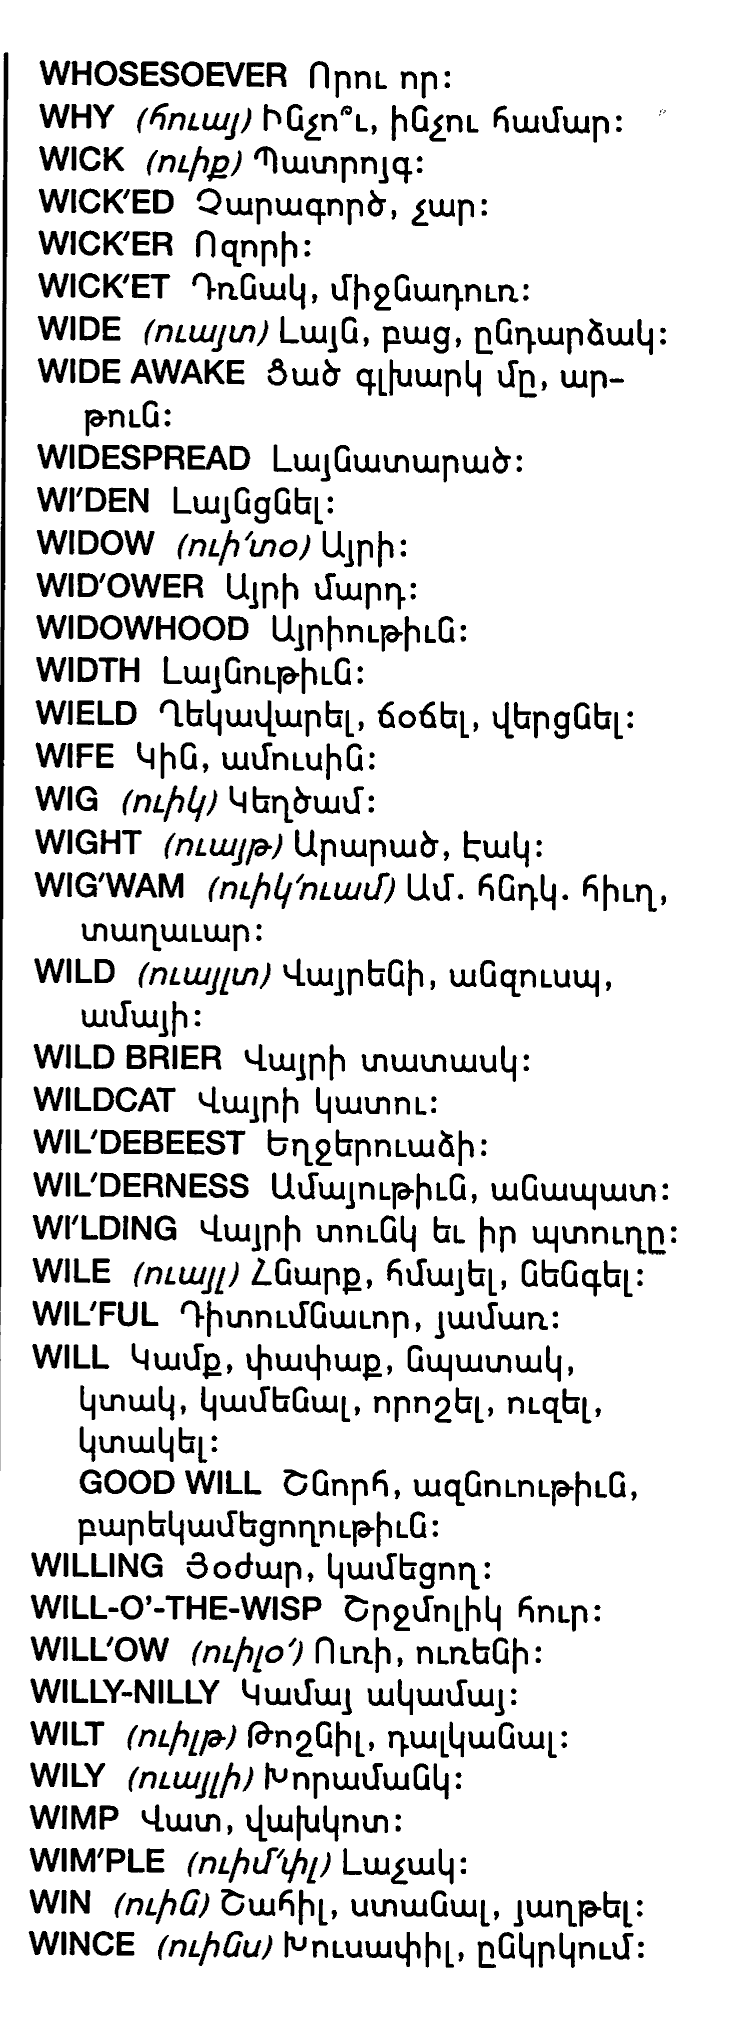 WHOSESOEVER Որու որ։
WHY (հուայ) Ինչո՞ւ, ինչու համար։
WICK (ուիք) Պատրոյգ։
WICK′ED Չարագործ, չար։
WICK′ER Ոզորի։
WICK′ET Դռնակ, միջնադուռ։
WIDE (ուայտ) Լայն, բաց, ընդարձակ։
WIDE AWAKE Ցած գլխարկ մը, ար-
թուն։
WIDESPREAD Լայնատարած։
WI′DEN Լայնցնել։
WIDOW (ուի′տօ) Այրի։
WID′OWER Այրի մարդ։
WIDOWHOOD Այրիութիւն։
WIDTH Լայնութիւն։
WIELD Ղեկավարել, ճօճել, վերցնել։
WIFE Կին, ամուսին։
WIG (ուիկ) Կեղծամ։
WIGHT (ուայթ) Արարած, էակ։
WIG′WAM (ուիկ′ուամ) Ամ. հնդկ. հիւղ,
տաղաւար։
WILD (ուայլտ) Վայրենի, անզուսպ,
ամայի։
WILD BRIER Վայրի տատասկ։
WILDCAT Վայրի կատու։
WIL′DEBEEST Եղջերուաձի։
WIL′DERNESS Ամայութիւն, անապատ։
WI′LDING Վայրի տունկ եւ իր պտուղը։
WILE (ուայլ) Հնարք, հմայել, նենգել։
WIL′FUL Դիտումնաւոր, յամառ։
WILL Կամք, փափաք, նպատակ,
կտակ, կամենալ, որոշել, ուզել,
կտակել։
GOOD WILL Շնորհ, ազնուութիւն,
բարեկամեցողութիւն։
WILLING Յօժար, կամեցող։
WILL-O’-THE-WISP Շրջմոլիկ հուր։
WILL′OW (ուիլօ′) Ուռի, ուռենի։
WILLY-NILLY Կամայ ակամայ։
WILT (ուիլթ) Թոշնիլ, դալկանալ։
WILY (ուայլի) Խորամանկ։
WIMP Վատ, վախկոտ։
WIM′PLE (ուիմ′փլ) Լաչակ։
WIN (ուին) Շահիլ, ստանալ, յաղթել։
WINCE (ուինս) Խուսափիլ, ընկրկում։